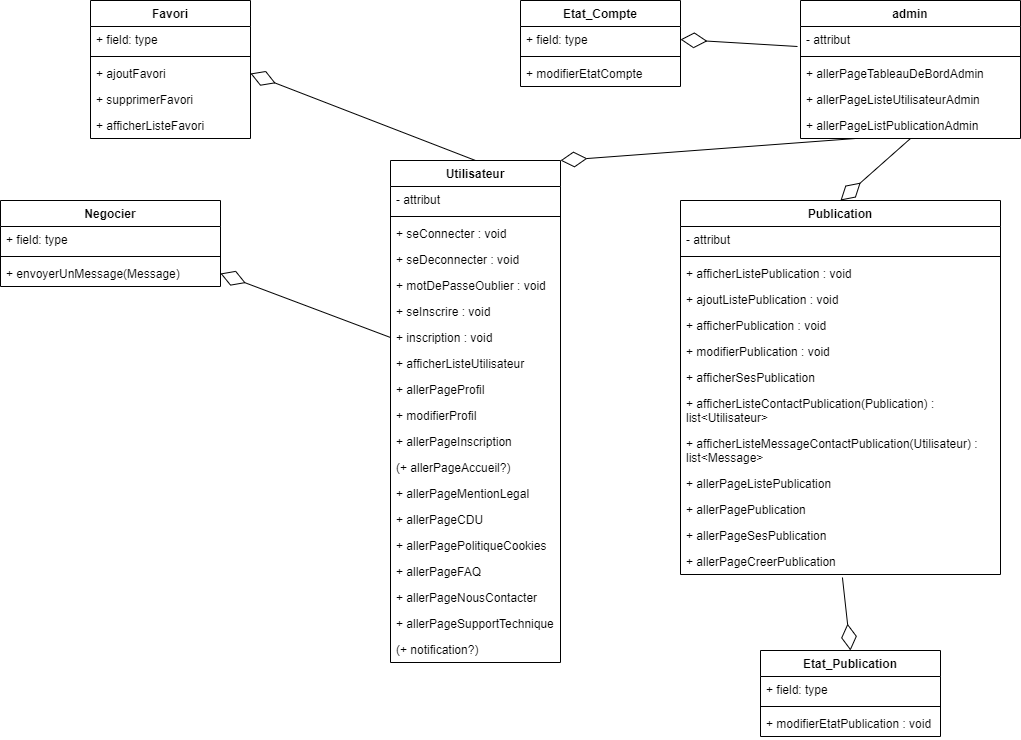 Favori
+ field: type
+ ajoutFavori
+ supprimerFavori
+ afficherListeFavori
Etat_Compte
+ field: type
+ modifierEtatCompte
admin
- attribut
+ allerPageTableauDeBordAdmin
+ allerPageListeUtilisateurAdmin
+ allerPageListPublicationAdmin
Negocier
+ field: type
+ envoyerUnMessage(Message)
Utilisateur
- attribut
+ seConnecter : void
+ seDeconnecter : void
+ motDePasseOublier : void
+ seInscrire : void
+ inscription : void
+ afficherListeUtilisateur
+ allerPageProfil
+ modifierProfil
+ allerPageInscription
(+ allerPageAccueil?)
+ allerPageMentionLegal
+ allerPageCDU
+ allerPagePolitiqueCookies
+ allerPageFAQ
+ allerPageNousContacter
+ allerPageSupportTechnique
(+ notification?)
Publication
- attribut
+ afficherListePublication : void
+ ajoutListePublication : void
+ afficherPublication : void
+ modifierPublication : void
+ afficherSesPublication
+ afficherListeContactPublication(Publication) :
list<Utilisateur>
+ afficherListeMessageContactPublication(Utilisateur) :
list<Message>
+ allerPageListePublication
+ allerPagePublication
+ allerPageSesPublication
+ allerPageCreerPublication
Etat_Publication
+ field: type
+ modifierEtatPublication : void